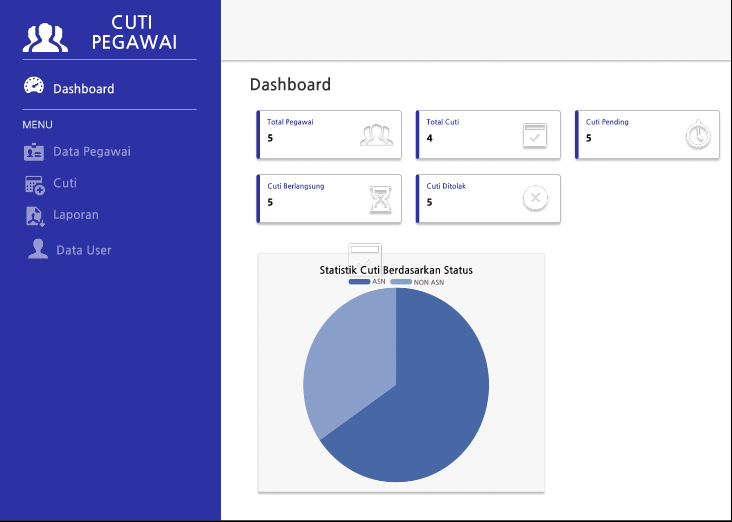 CUTI
PEGAWAI
Dashboard
MENU
Data Pegawai
Cuti
Laporan
Data User
Dashboard
Total Pegawai
5
Total Cuti
4
Cuti Pending
5
Cuti Berlangsung
5
Cuti Ditolak
5
Statistik Cuti Berdasarkan Status
ASN NON ASN